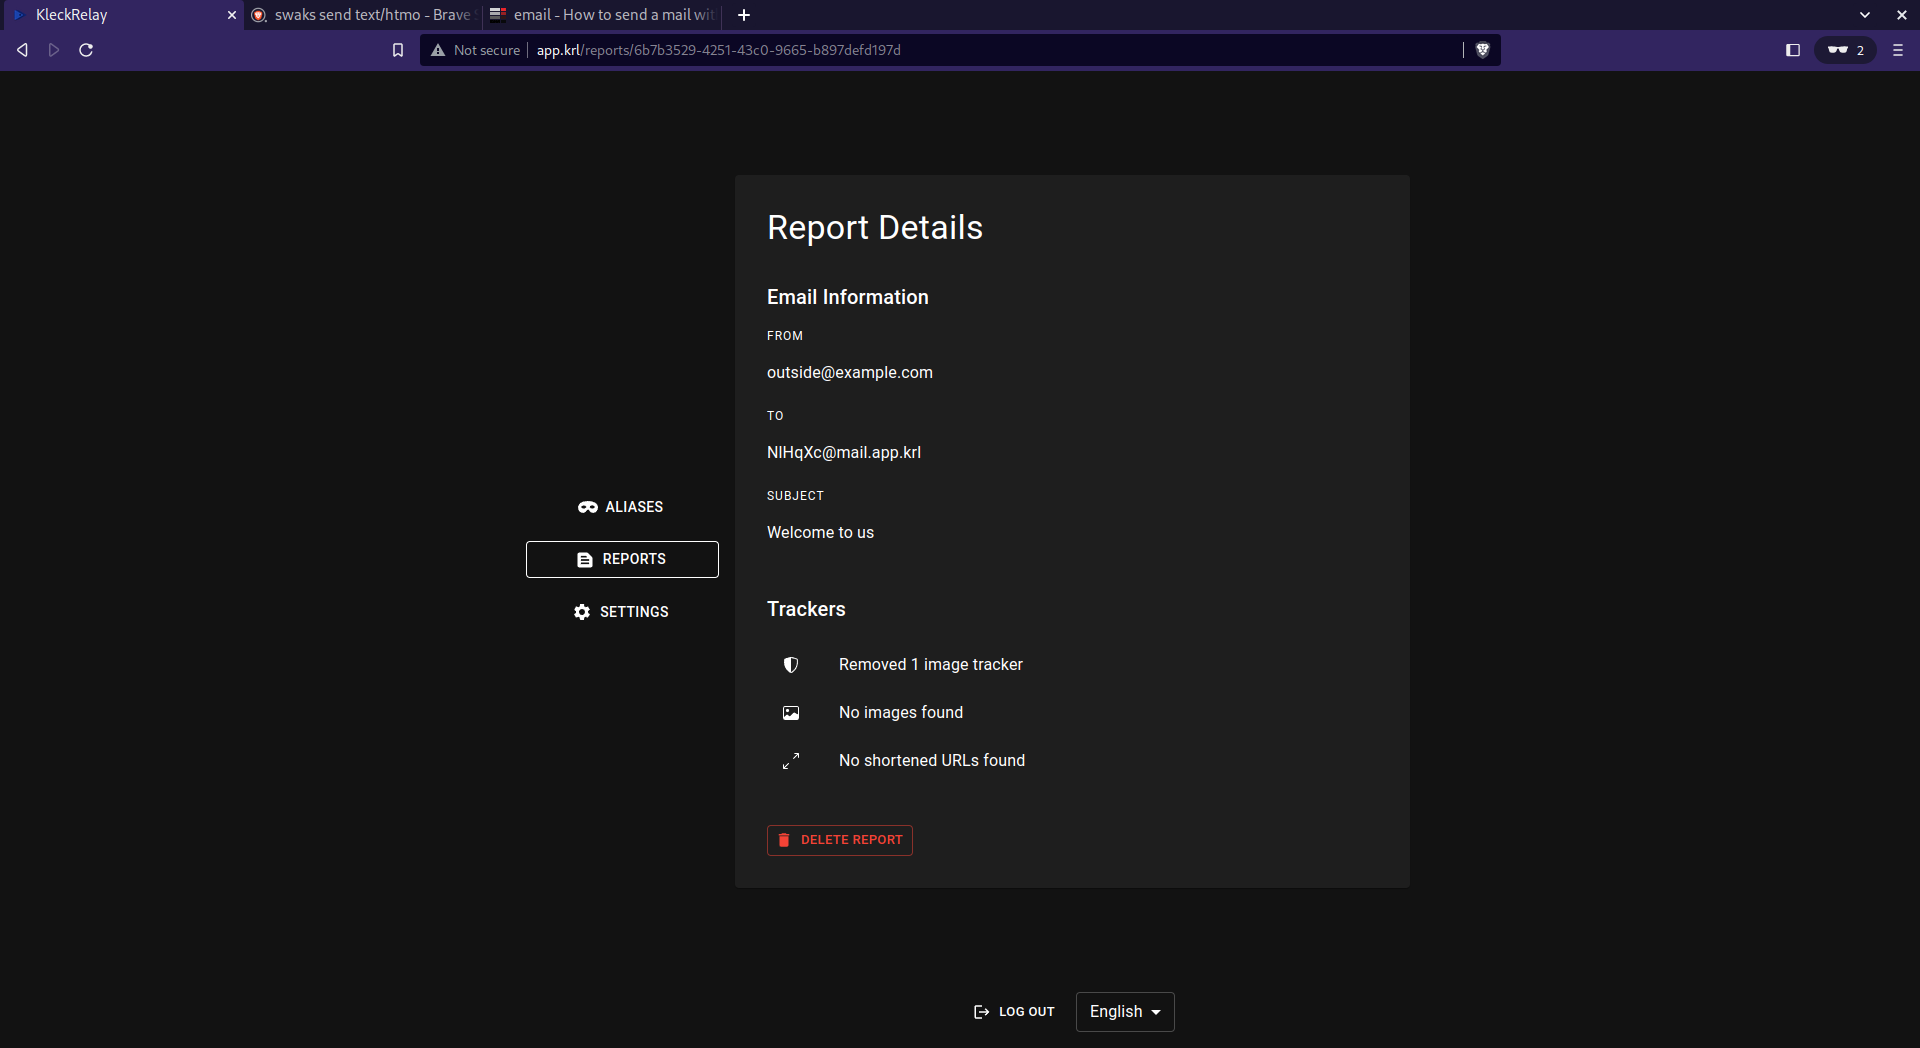 KleckRelay
swaks send text/htmo - Brave
email - How to send a mail wit
Not secure
app.krl/reports/6b7b3529-4251-43c0-9665-b897defd197d
2
Report Details
Email Information
FROM
outside@example.com
TO
NIHqXc@mail.app.krl
SUBJECT
Welcome to us
ALIASES
REPORTS
SETTINGS
Trackers
Removed 1 image tracker
No images found
No shortened URLs found
DELETE REPORT
LOG OUT
English